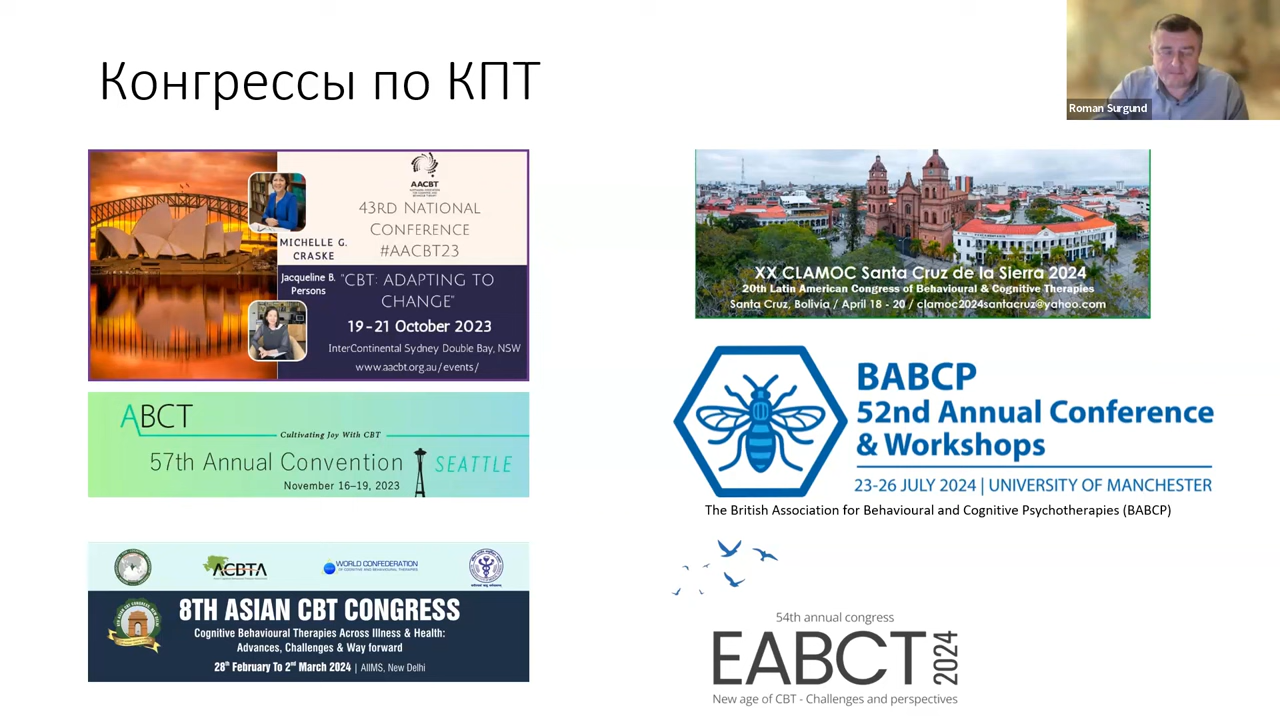 Конгрессы по КПТ
Roman Surgund
AACBT
43RD NATIONAL
CONFERENCE
#AACBT23
MICHELLE G.
CRASKE
Jacqueline B.
Persons
"CBT: ADAPTING TO
CHANGE"
19-21 October 2023
InterContinental Sydney Double Bay, NSW
www.aacbt.org.au/events/
ABCT
Cultivating Joy With CBT
57th Annual Convention
SEATTLE
November 16–19, 2023
ACBTA
WORLD CONFEDERATION
OF COGNITIVE AND BEHAVIOURAL THERAPIES
8TH ASIAN CBT CONGRESS
Cognitive Behavioural Therapies Across Illness & Health:
Advances, Challenges & Way forward
28th February To 2nd March 2024 | AIIMS, New Delhi
XX CLAMOC Santa Cruz de la Sierra 2024
20th Latin American Congress of Behavioural & Cognitive Therapies
Santa Cruz, Bolivia / April 18 - 20 / clamoc2024santacruz@yahoo.com
BABCP
52nd Annual Conference
& Workshops
23-26 JULY 2024 | UNIVERSITY OF MANCHESTER
The British Association for Behavioural and Cognitive Psychotherapies (BABCP)
54th annual congress
EABCT 2024
New age of CBT - Challenges and perspectives